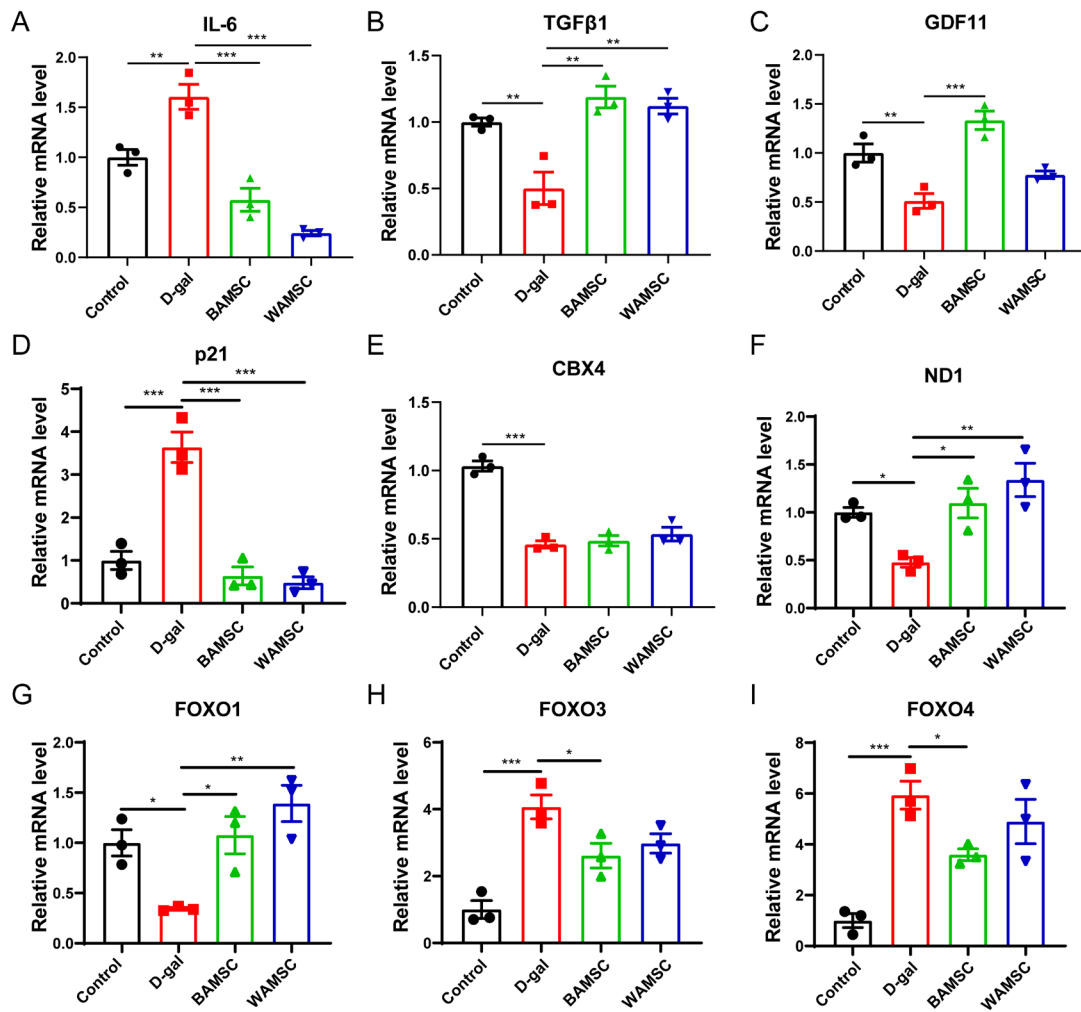 A
IL-6
Relative mRNA level
2.0
1.5
1.0
0.5
0.0
**
***
***
Control
D-gal
BAMSC
WAMSC
B
TGFβ1
Relative mRNA level
1.5
1.0
0.5
0.0
**
**
**
Control
D-gal
BAMSC
WAMSC
C
GDF11
Relative mRNA level
2.0
1.5
1.0
0.5
0.0
**
***
Control
D-gal
BAMSC
WAMSC
D
p21
Relative mRNA level
5
4
3
2
1
0
***
***
***
Control
D-gal
BAMSC
WAMSC
E
CBX4
Relative mRNA level
1.5
1.0
0.5
0.0
***
Control
D-gal
BAMSC
WAMSC
F
ND1
Relative mRNA level
2.0
1.5
1.0
0.5
0.0
**
*
*
Control
D-gal
BAMSC
WAMSC
G
FOXO1
Relative mRNA level
2.0
1.5
1.0
0.5
0.0
**
*
*
Control
D-gal
BAMSC
WAMSC
H
FOXO3
Relative mRNA level
6
4
2
0
***
*
Control
D-gal
BAMSC
WAMSC
I
FOXO4
Relative mRNA level
8
6
4
2
0
***
*
Control
D-gal
BAMSC
WAMSC